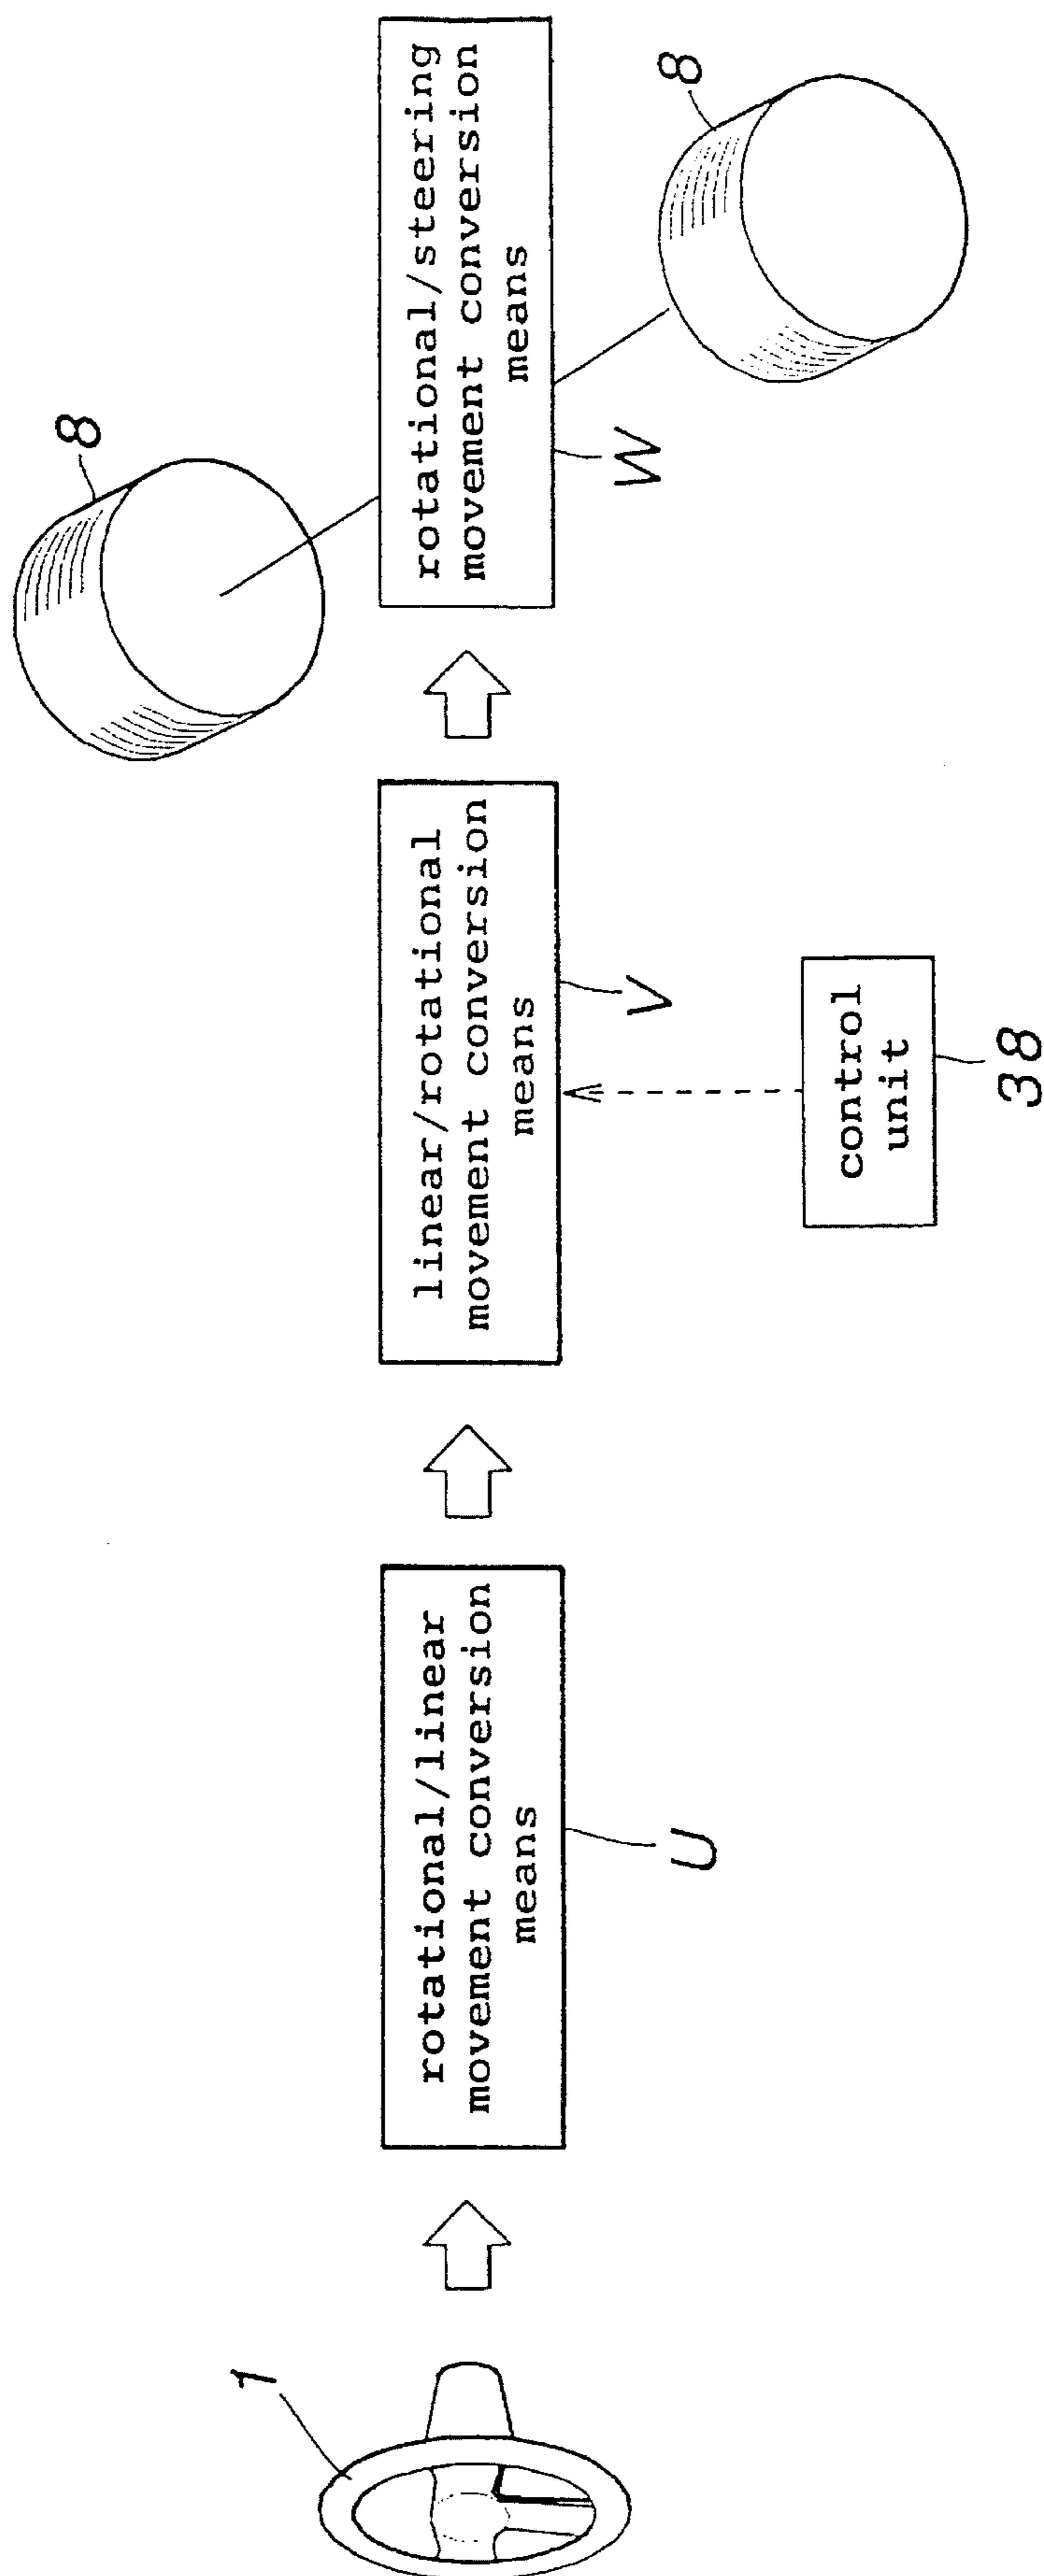 1
rotational/linear
movement conversion
means
U
linear/rotational
movement conversion
means
V
control
unit
38
rotational/steering
movement conversion
means
W
8
8